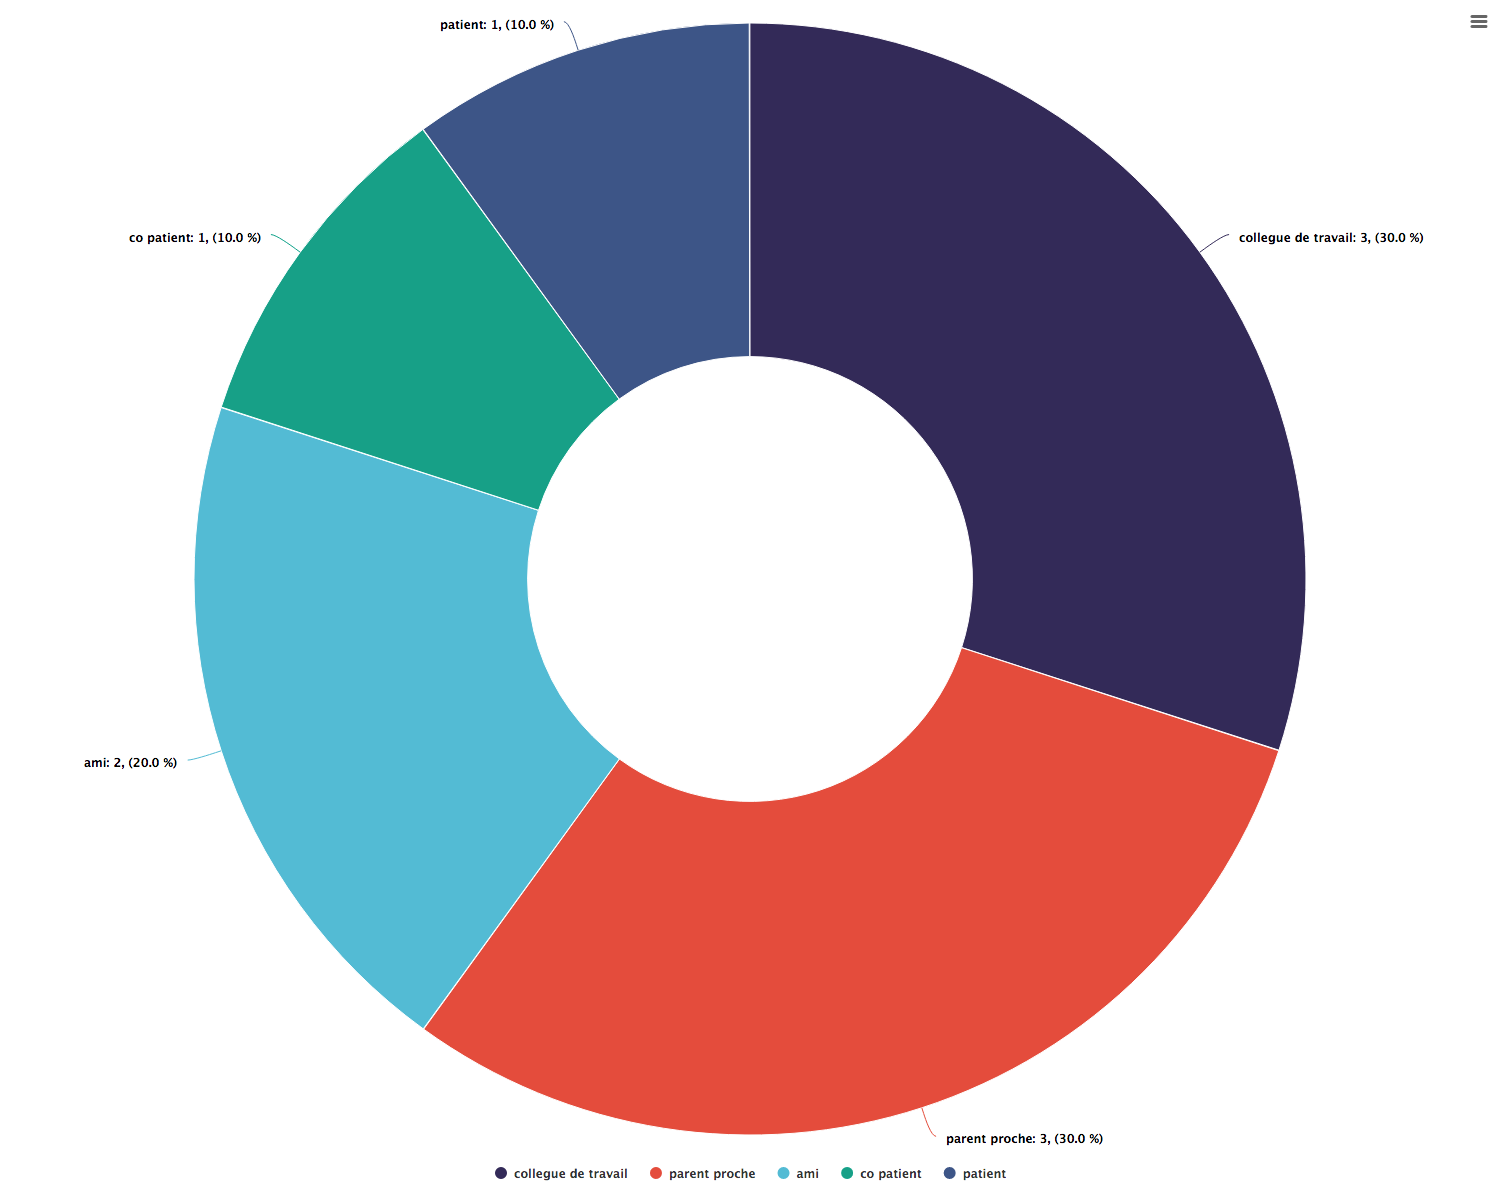 patient: 1, (10.0 %)
collegue de travail: 3, (30.0 %)
co patient: 1, (10.0 %)
ami: 2, (20.0 %)
parent proche: 3, (30.0 %)
collegue de travail parent proche ami co patient patient